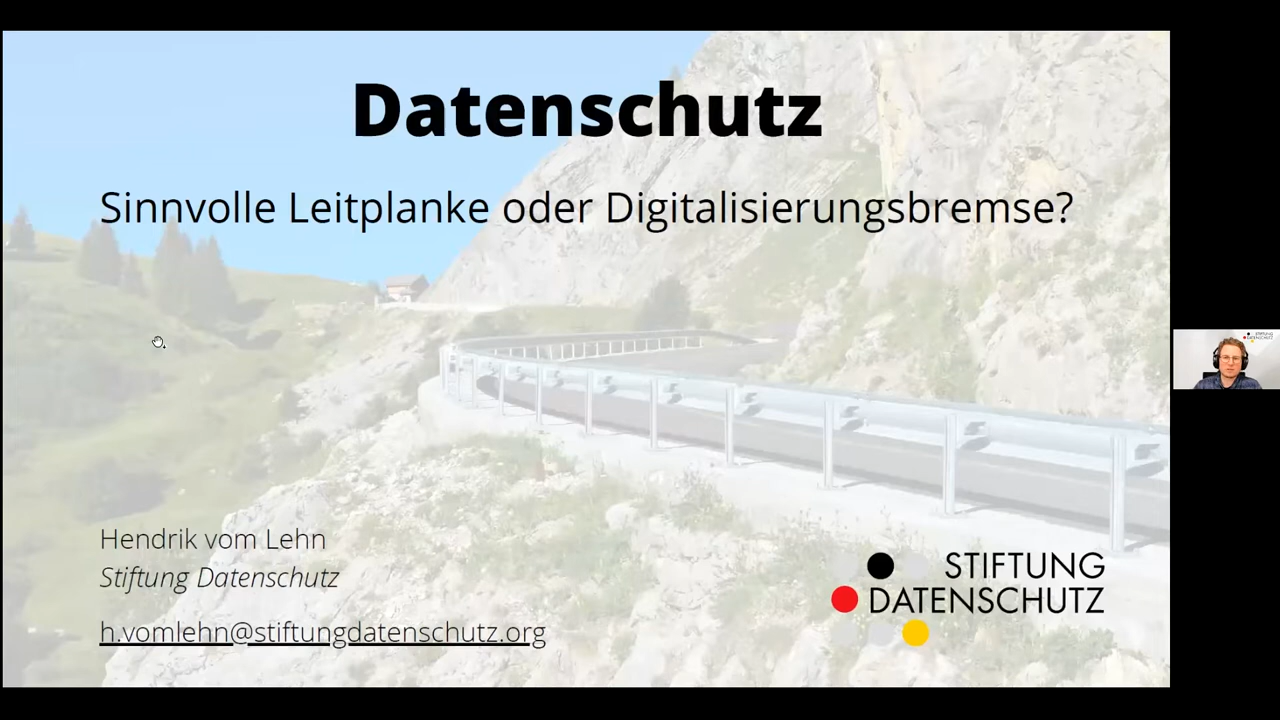 Datenschutz
Sinnvolle Leitplanke oder Digitalisierungsbremse?
Hendrik vom Lehn
Stiftung Datenschutz
h.vomlehn@stiftungdatenschutz.org
STIFTUNG
DATENSCHUTZ